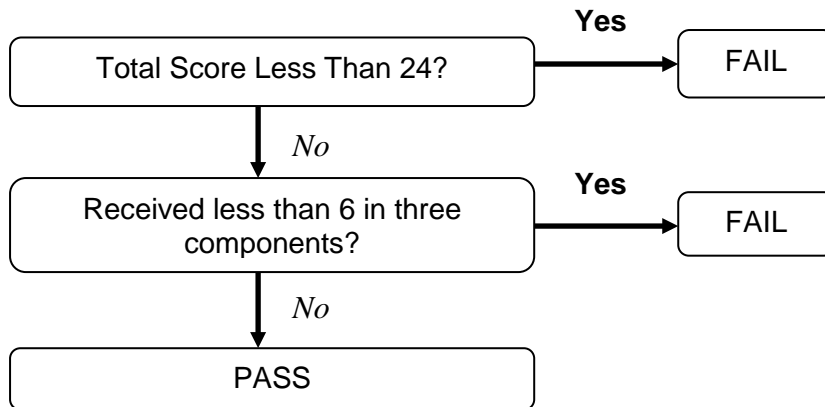 Yes
Total Score Less Than 24?
FAIL
No
Yes
Received less than 6 in three
components?
FAIL
No
PASS